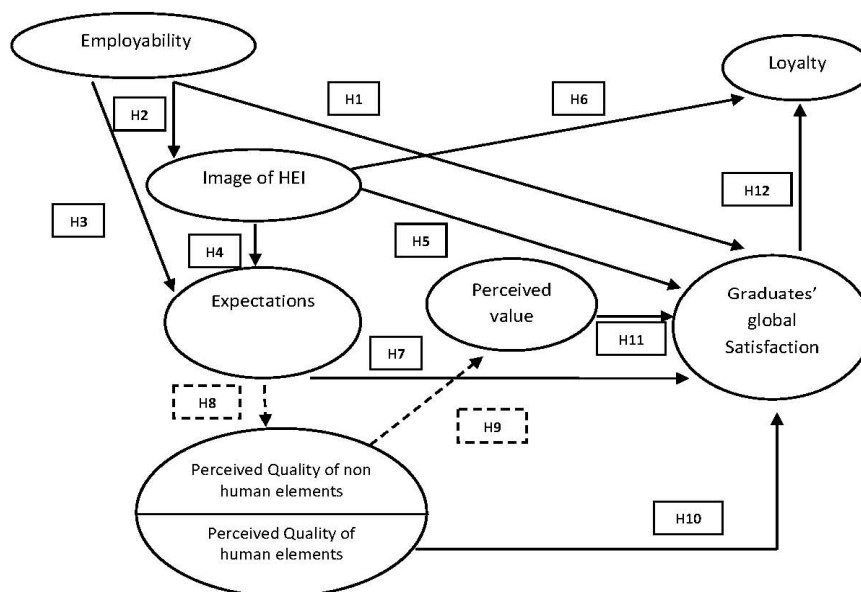 Employability
Loyalty
H1
H6
H2
Image of HEI
H12
H3
H4
H5
Expectations
Perceived
value
Graduates’
global
Satisfaction
H7
H11
H8
H9
Perceived Quality of non
human elements
H10
Perceived Quality of
human elements